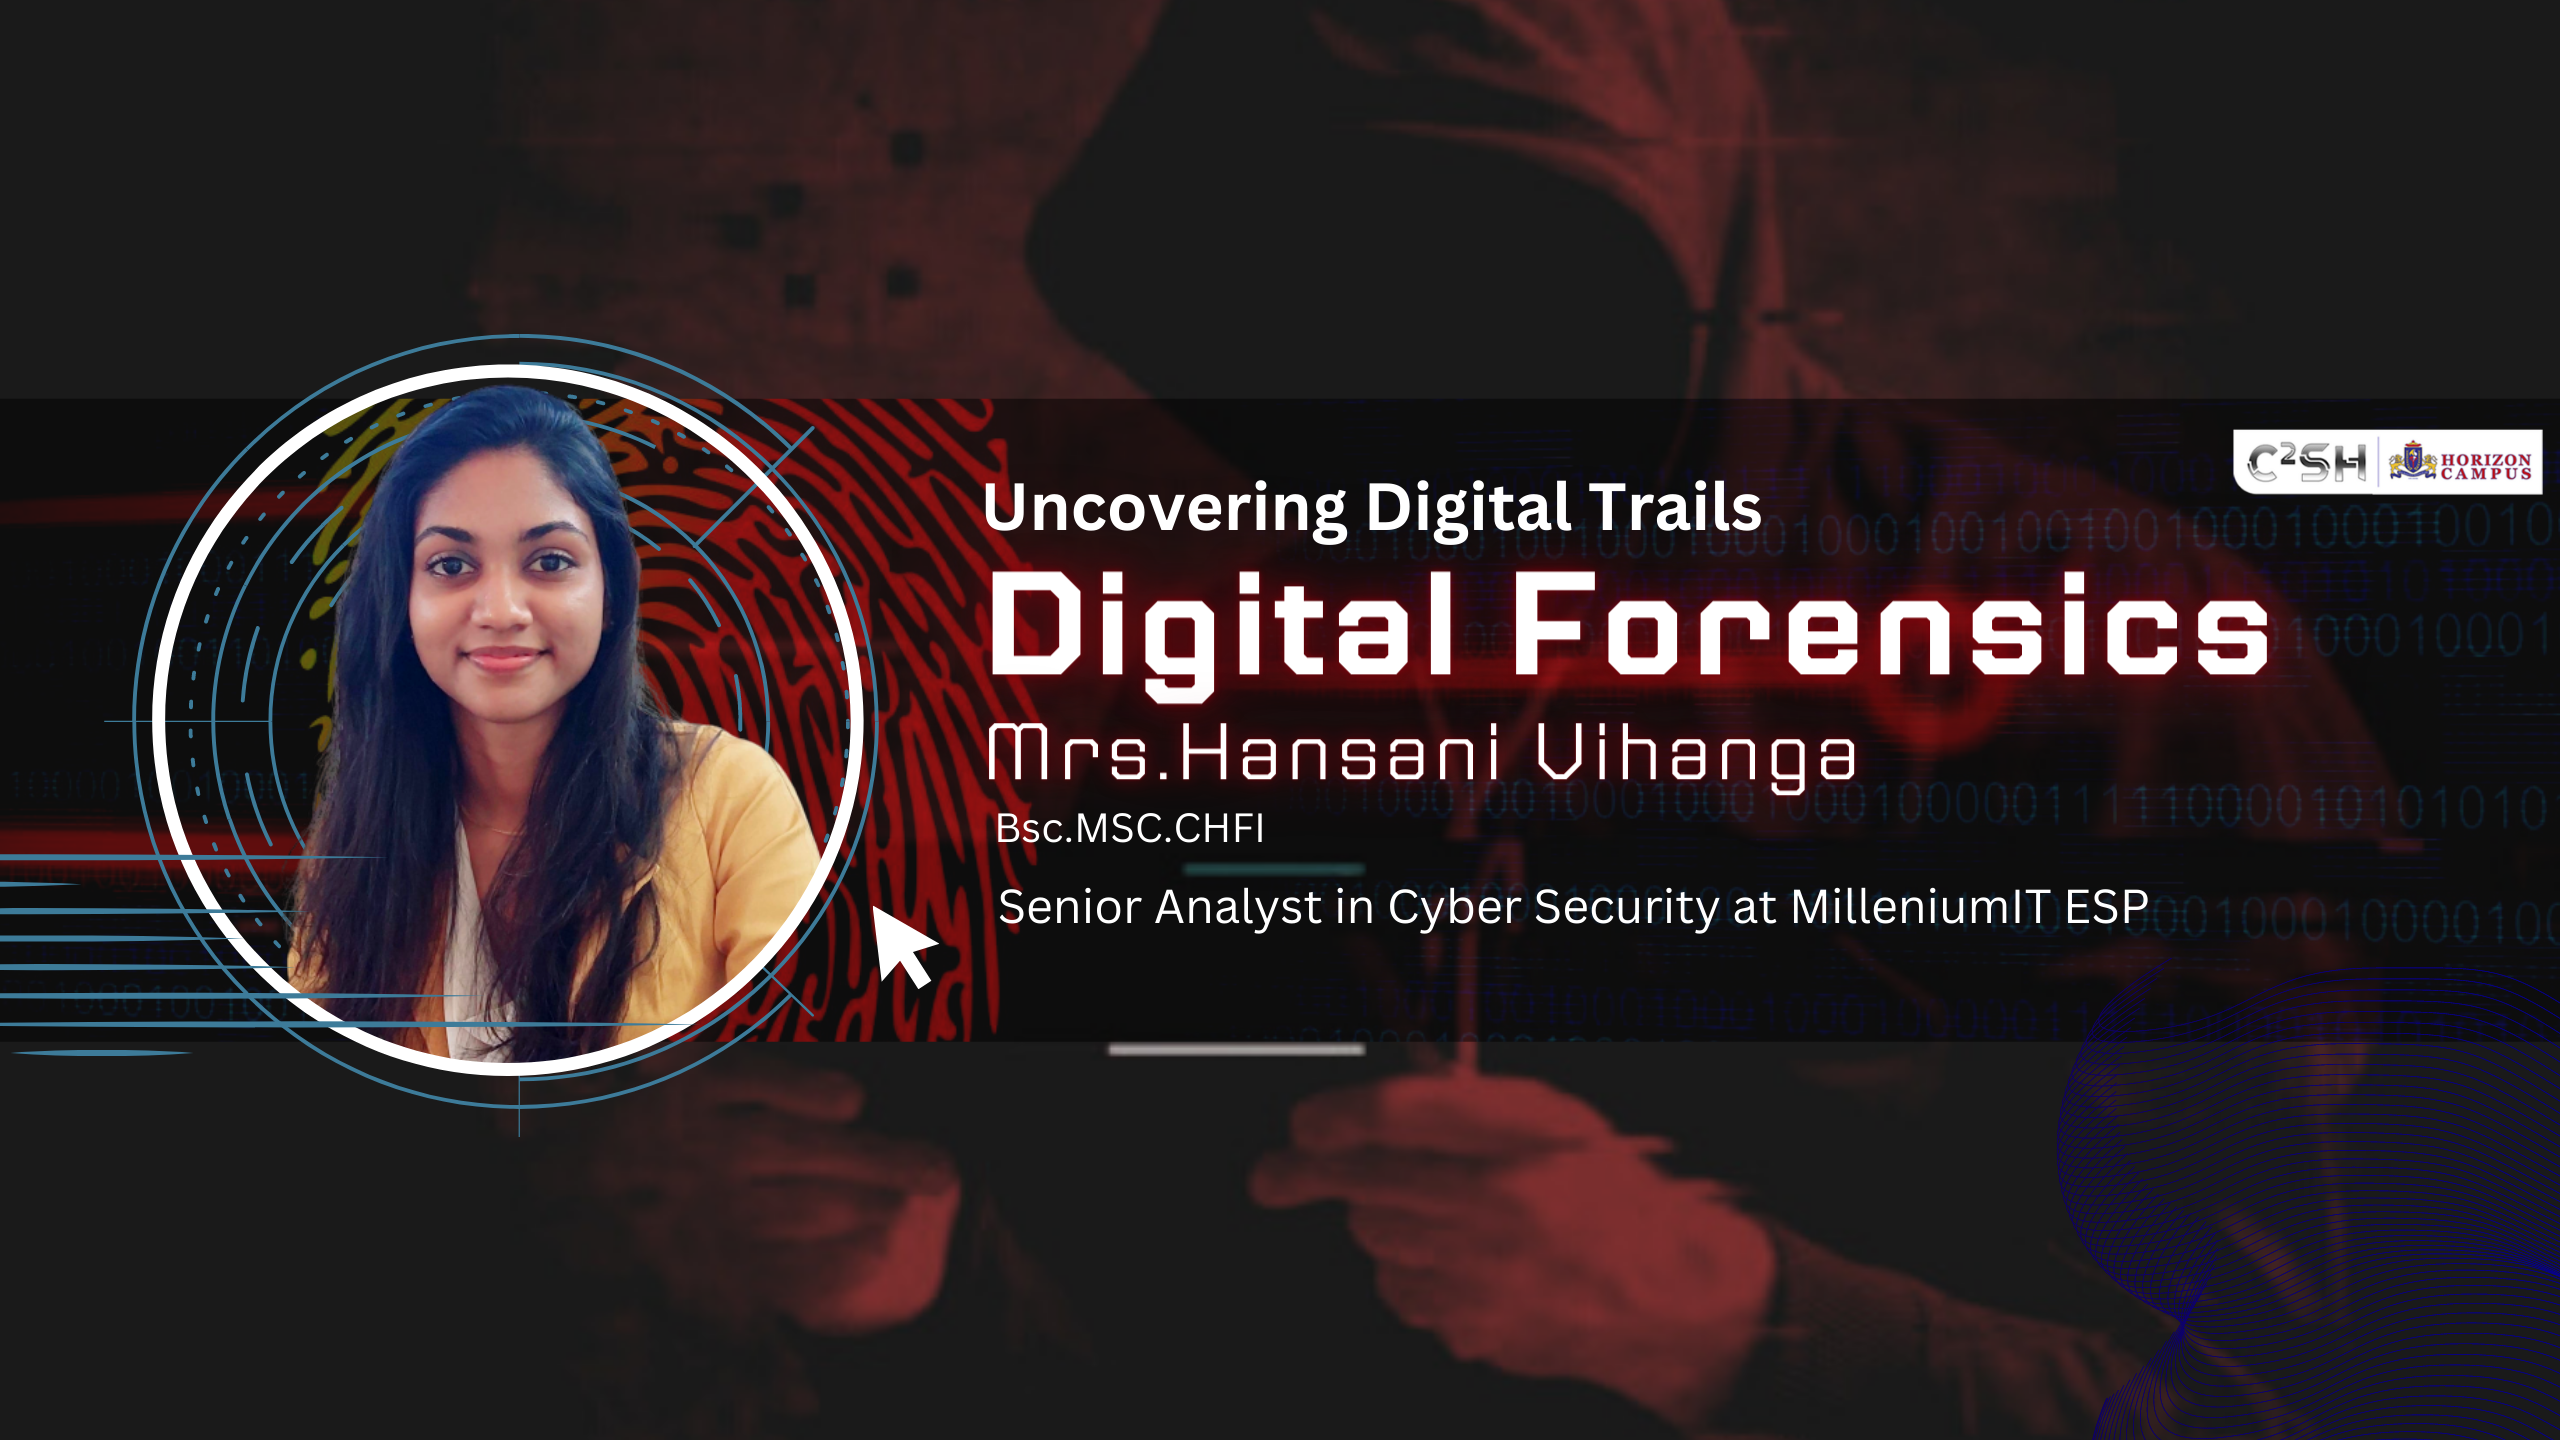 C²SH HORIZON
CAMPUS
Uncovering Digital Trails
Digital Forensics
Mrs.Hansani Vihanga
Bsc.MSC.CHFI
Senior Analyst in Cyber Security at MilleniumIT ESP